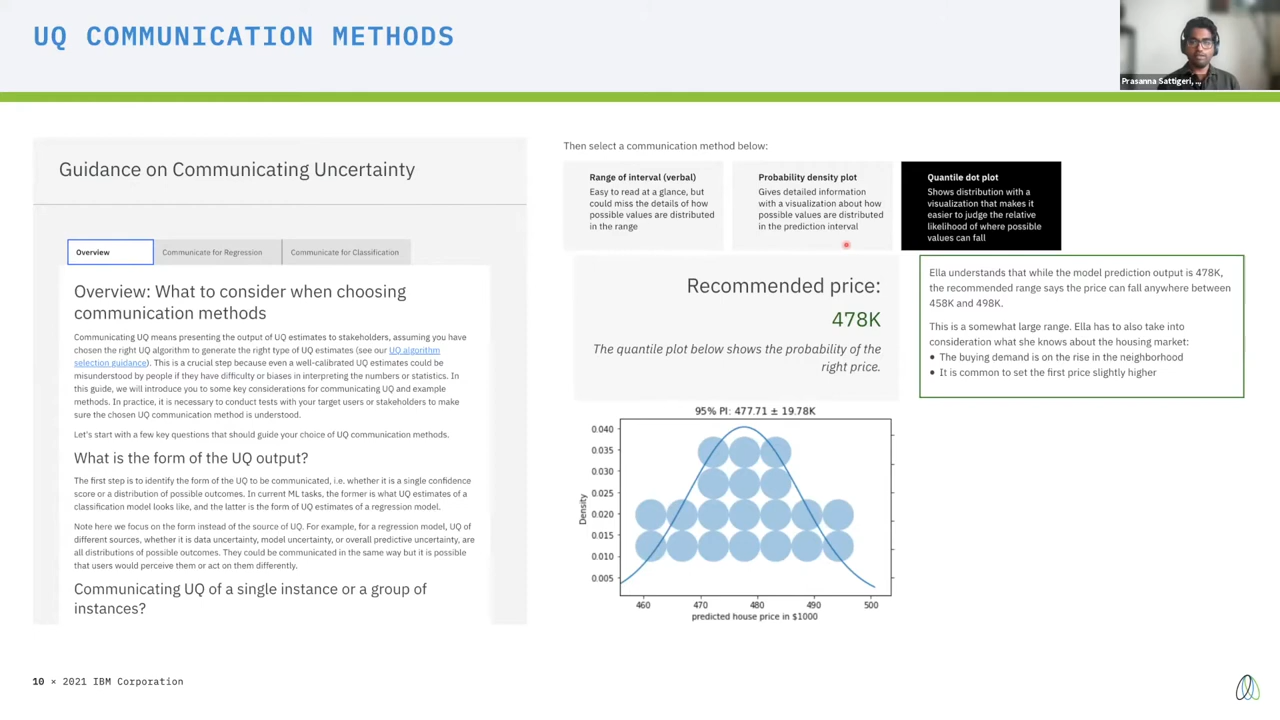 UQ COMMUNICATION METHODS
Prasanna Sattigeri, ...
Guidance on Communicating Uncertainty
Overview
Communicate for Regression
Communicate for Classification
Overview: What to consider when choosing
communication methods
Communicating UQ means presenting the output of UQ estimates to stakeholders, assuming you have
chosen the right UQ algorithm to generate the right type of UQ estimates (see our UQ algorithm
selection guidance). This is a crucial step because even a well-calibrated UQ estimates could be
misunderstood by people if they have difficulty or biases in interpreting the numbers or statistics. In
this guide, we will introduce you to some key considerations for communicating UQ and example
methods. In practice, it is necessary to conduct tests with your target users or stakeholders to make
sure the chosen UQ communication method is understood.
Let's start with a few key questions that should guide your choice of UQ communication methods.
What is the form of the UQ output?
The first step is to identify the form of the UQ to be communicated, i.e. whether it is a single confidence
score or a distribution of possible outcomes. In current ML tasks, the former is what UQ estimates of a
classification model looks like, and the latter is the form of UQ estimates of a regression model.
Note here we focus on the form instead of the source of UQ. For example, for a regression model, UQ of
different sources, whether it is data uncertainty, model uncertainty, or overall predictive uncertainty, are
all distributions of possible outcomes. They could be communicated in the same way but it is possible
that users would perceive them or act on them differently.
Communicating UQ of a single instance or a group of
instances?
Then select a communication method below:
Range of interval (verbal)
Easy to read at a glance, but
could miss the details of how
possible values are distributed
in the range
Probability density plot
Gives detailed information
with a visualization about how
possible values are distributed
in the prediction interval
Quantile dot plot
Shows distribution with a
visualization that makes it
easier to judge the relative
likelihood of where possible
values can fall
Recommended price:
478K
The quantile plot below shows the probability of the
right price.
Ella understands that while the model prediction output is 478K,
the recommended range says the price can fall anywhere between
458K and 498K.
This is a somewhat large range. Ella has to also take into
consideration what she knows about the housing market:
● The buying demand is on the rise in the neighborhood
● It is common to set the first price slightly higher
95% PI: 477.71 ± 19.78K
0.040
0.035
0.030
0.025
0.020
0.015
0.010
0.005
Density
460 470 480 490 500
predicted house price in $1000
10 × 2021 IBM Corporation